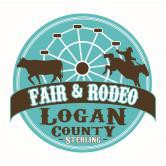 FAIR & RODEO
LOGAN
COUNTY
STERLING